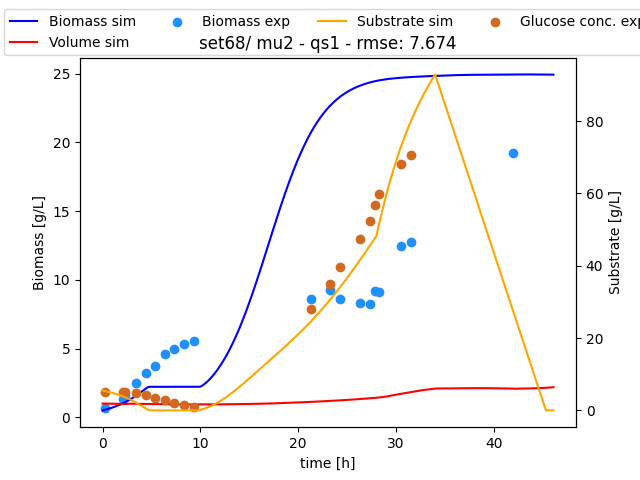 Biomass sim Biomass exp Substrate sim Glucose conc. exp
Volume sim
set68/ mu2 - qs1 - rmse: 7.674
25
20
15
10
5
0
Biomass [g/L]
80
60
40
20
0
Substrate [g/L]
0 10 20 30 40
time [h]